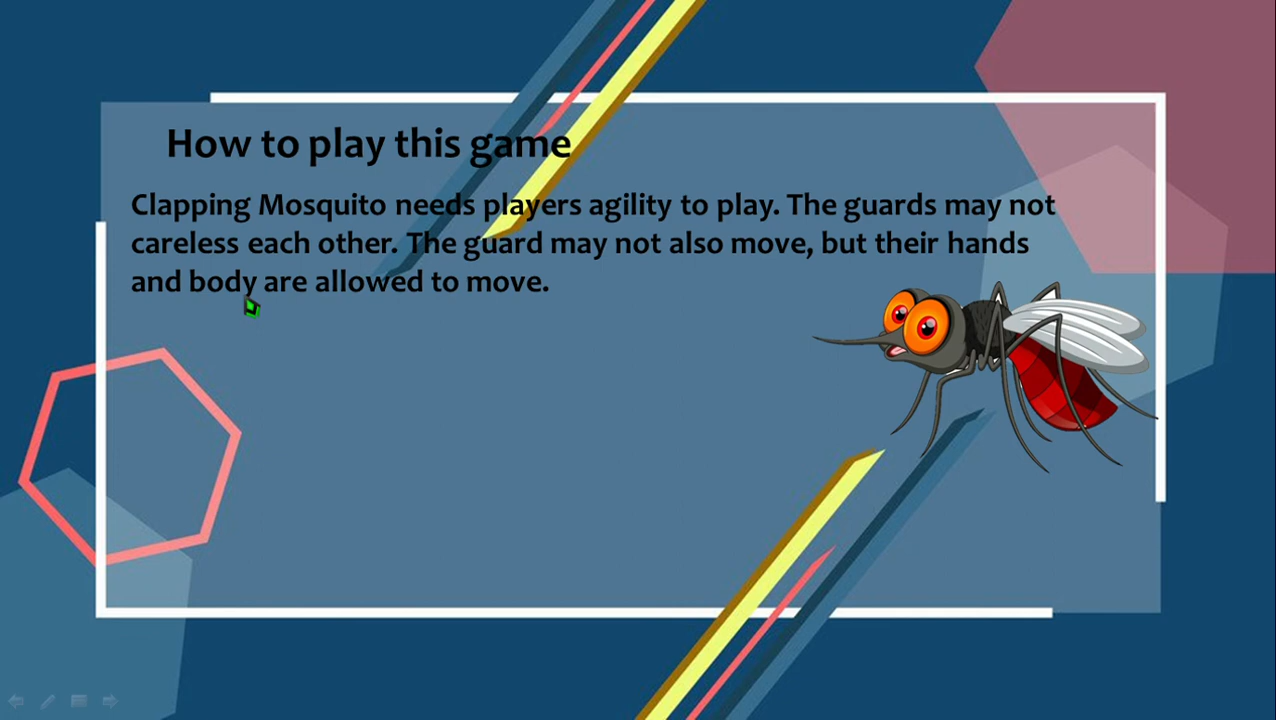 How to play this game
Clapping Mosquito needs players agility to play. The guards may not
careless each other. The guard may not also move, but their hands
and body are allowed to move.